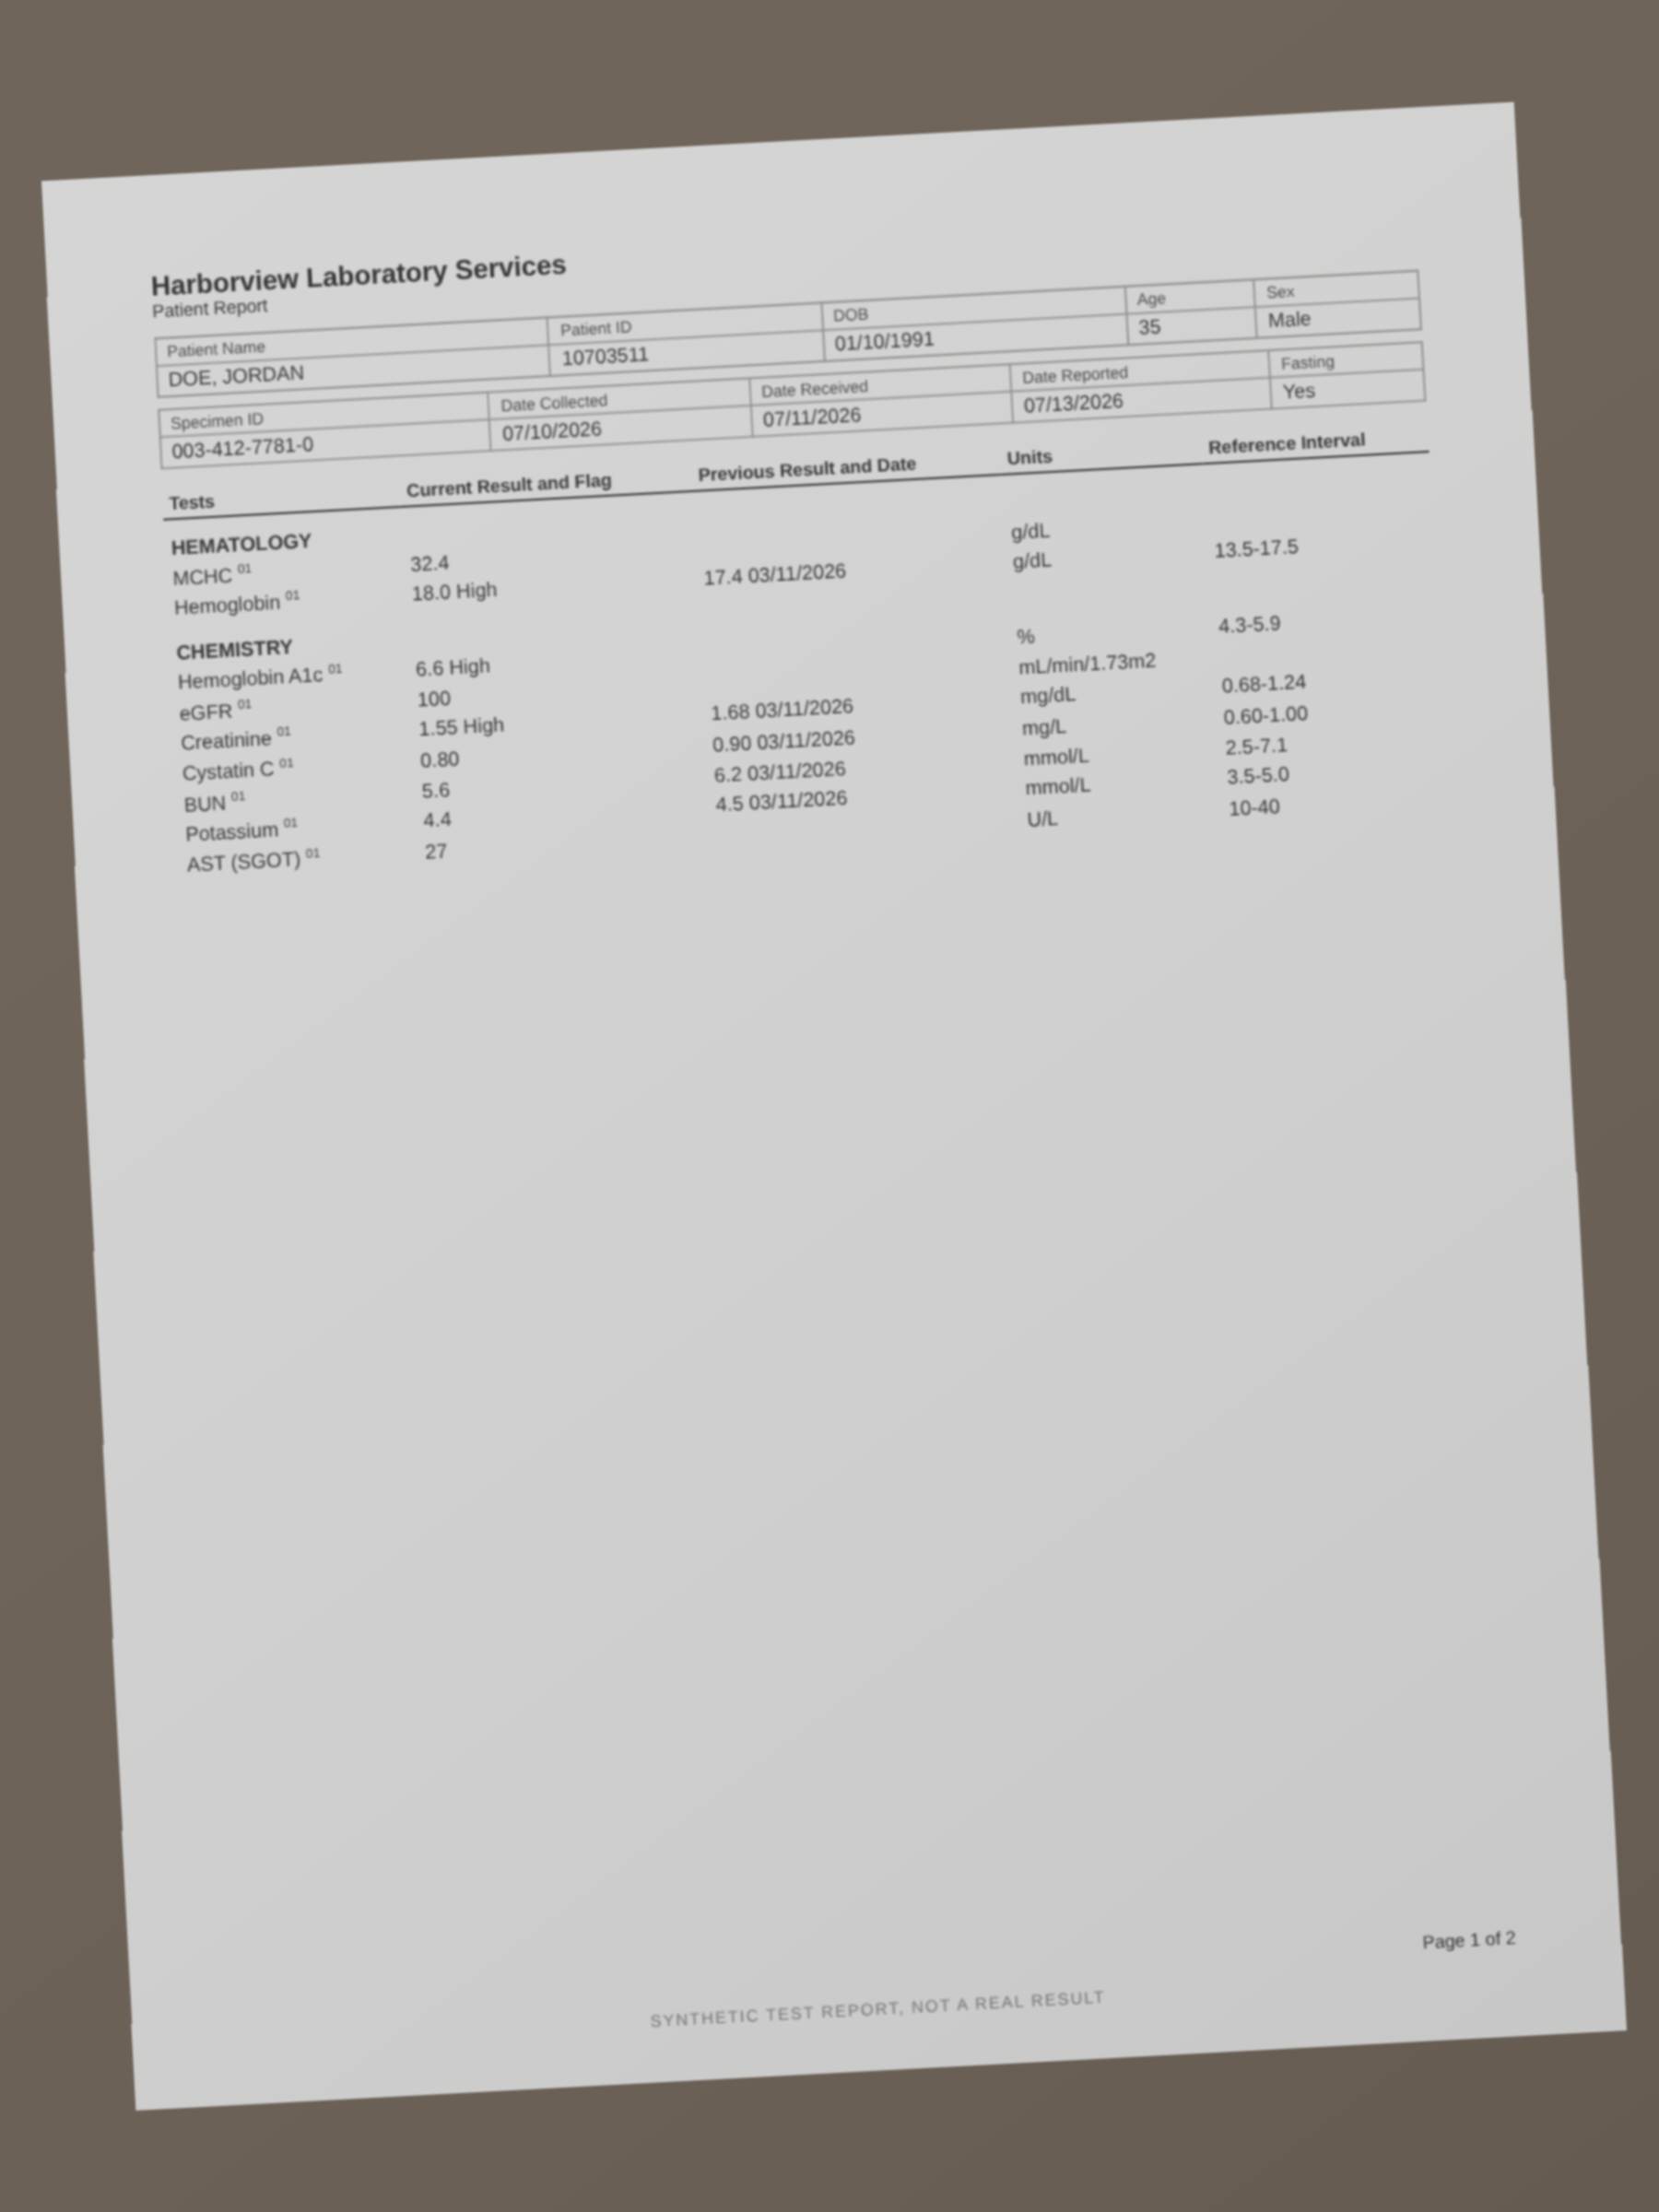 Harborview Laboratory Services
Patient Report
Patient Name Patient ID DOB Age Sex
DOE, JORDAN 10703511 01/10/1991 35 Male
Specimen ID Date Collected Date Received Date Reported Fasting
003-412-7781-0 07/10/2026 07/11/2026 07/13/2026 Yes
Tests Current Result and Flag Previous Result and Date Units Reference Interval
HEMATOLOGY
MCHC 01 32.4 g/dL
Hemoglobin 01 18.0 High 17.4 03/11/2026 g/dL 13.5-17.5
CHEMISTRY
Hemoglobin A1c 01 6.6 High % 4.3-5.9
eGFR 01 100 mL/min/1.73m2
Creatinine 01 1.55 High 1.68 03/11/2026 mg/dL 0.68-1.24
Cystatin C 01 0.80 0.90 03/11/2026 mg/L 0.60-1.00
BUN 01 5.6 6.2 03/11/2026 mmol/L 2.5-7.1
Potassium 01 4.4 4.5 03/11/2026 mmol/L 3.5-5.0
AST (SGOT) 01 27 U/L 10-40
Page 1 of 2
SYNTHETIC TEST REPORT, NOT A REAL RESULT